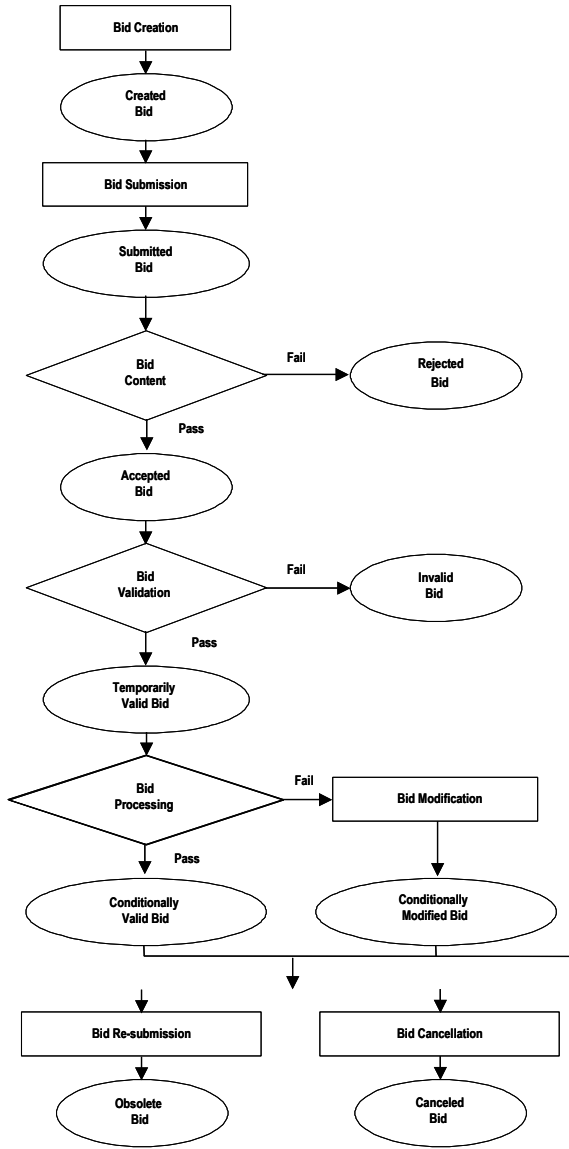 Bid Creation
Created
Bid
Bid Submission
Submitted
Bid
Bid
Content
Fail
Rejected
Bid
Pass
Accepted
Bid
Bid
Validation
Fail
Invalid
Bid
Pass
Temporarily
Valid Bid
Bid
Processing
Fail
Bid Modification
Pass
Conditionally
Valid Bid
Conditionally
Modified Bid
Bid Re-submission
Bid Cancellation
Obsolete
Bid
Canceled
Bid